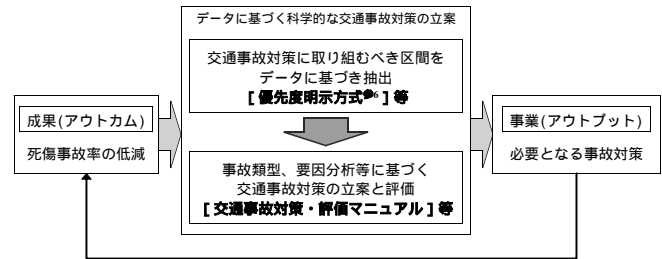 データに基づく科学的な交通事故対策の立案
交通事故対策に取り組むべき区間を
データに基づき抽出
[ 優先度明示方式参6 ] 等
成果(アウトカム)
死傷事故率の低減
事業(アウトプット)
必要となる事故対策
事故類型、要因分析等に基づく
交通事故対策の立案と評価
[ 交通事故対策・評価マニュアル ] 等